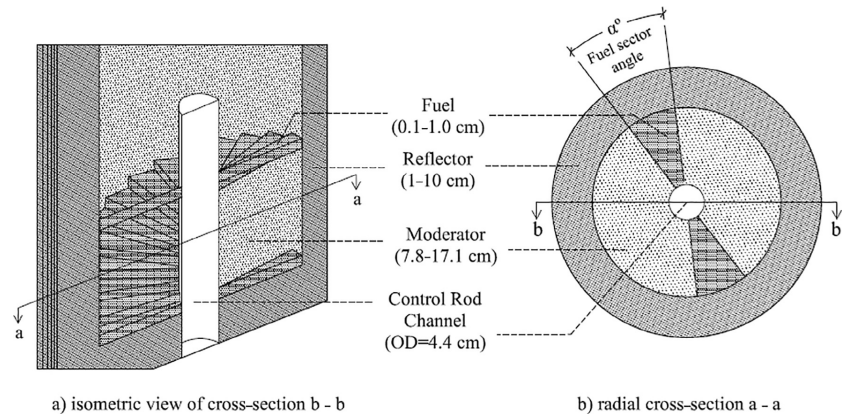 α°
Fuel sector
angle
Fuel
(0.1-1.0 cm)
Reflector
(1-10 cm)
a
a
b
b
Moderator
(7.8-17.1 cm)
Control Rod
Channel
(OD=4.4 cm)
a) isometric view of cross-section b - b
b) radial cross-section a - a